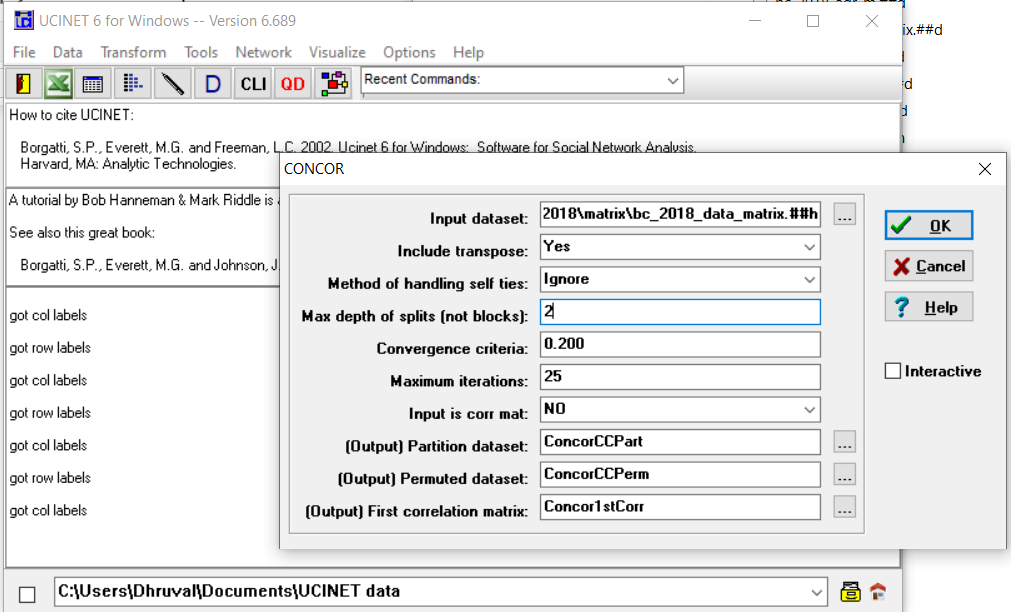 UCINET 6 for Windows -- Version 6.689
File Data Transform Tools Network Visualize Options Help
D CLI QD Recent Commands:
How to cite UCINET:
Borgatti, S.P., Everett, M.G. and Freeman, L.C. 2002. Ucinet 6 for Windows: Software for Social Network Analysis.
Harvard, MA: Analytic Technologies.
A tutorial by Bob Hanneman & Mark Riddle is
See also this great book:
Borgatti, S.P., Everett, M.G. and Johnson, J
got col labels
got row labels
got col labels
got row labels
got col labels
got row labels
got col labels
C:\Users\Dhruval\Documents\UCINET data
CONCOR
Input dataset: 2018\matrix\bc_2018_data_matrix.##h ...
Include transpose: Yes
Method of handling self ties: Ignore
Max depth of splits (not blocks): 2
Convergence criteria: 0.200
Maximum iterations: 25
Input is corr mat: NO
(Output) Partition dataset: ConcorCCPart ...
(Output) Permuted dataset: ConcorCCPerm ...
(Output) First correlation matrix: Concor1stCorr ...
OK
Cancel
? Help
Interactive
ix.##d